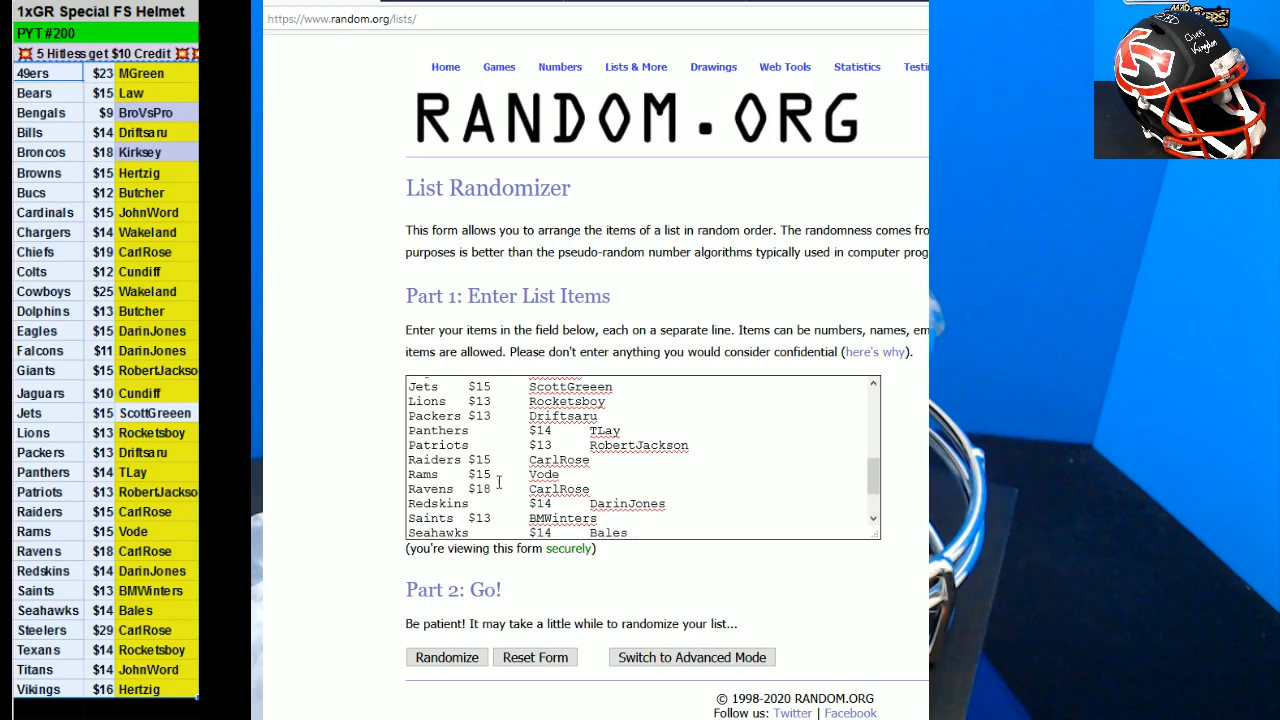 1xGR Special FS Helmet
PYT #200
💥 5 Hitless get $10 Credit 💥
49ers $23 MGreen
Bears $15 Law
Bengals $9 BroVsPro
Bills $14 Driftsaru
Broncos $18 Kirksey
Browns $15 Hertzig
Bucs $12 Butcher
Cardinals $15 JohnWord
Chargers $14 Wakeland
Chiefs $19 CarlRose
Colts $12 Cundiff
Cowboys $25 Wakeland
Dolphins $13 Butcher
Eagles $15 DarinJones
Falcons $11 DarinJones
Giants $15 RobertJackso
Jaguars $10 Cundiff
Jets $15 ScottGreeen
Lions $13 Rocketsboy
Packers $13 Driftsaru
Panthers $14 TLay
Patriots $13 RobertJackso
Raiders $15 CarlRose
Rams $15 Vode
Ravens $18 CarlRose
Redskins $14 DarinJones
Saints $13 BMWinters
Seahawks $14 Bales
Steelers $29 CarlRose
Texans $14 Rocketsboy
Titans $14 JohnWord
Vikings $16 Hertzig
https://www.random.org/lists/
Home Games Numbers Lists & More Drawings Web Tools Statistics Testi
RANDOM.ORG
List Randomizer
This form allows you to arrange the items of a list in random order. The randomness comes fro
purposes is better than the pseudo-random number algorithms typically used in computer prog
Part 1: Enter List Items
Enter your items in the field below, each on a separate line. Items can be numbers, names, em
items are allowed. Please don't enter anything you would consider confidential (here's why).
Jets $15 ScottGreeen
Lions $13 Rocketsboy
Packers $13 Driftsaru
Panthers $14 TLay
Patriots $13 RobertJackson
Raiders $15 CarlRose
Rams $15 Vode
Ravens $18 CarlRose
Redskins $14 DarinJones
Saints $13 BMWinters
Seahawks $14 Bales
(you're viewing this form securely)
Part 2: Go!
Be patient! It may take a little while to randomize your list...
Randomize Reset Form Switch to Advanced Mode
© 1998-2020 RANDOM.ORG
Follow us: Twitter | Facebook
Chiefs
Kingdom